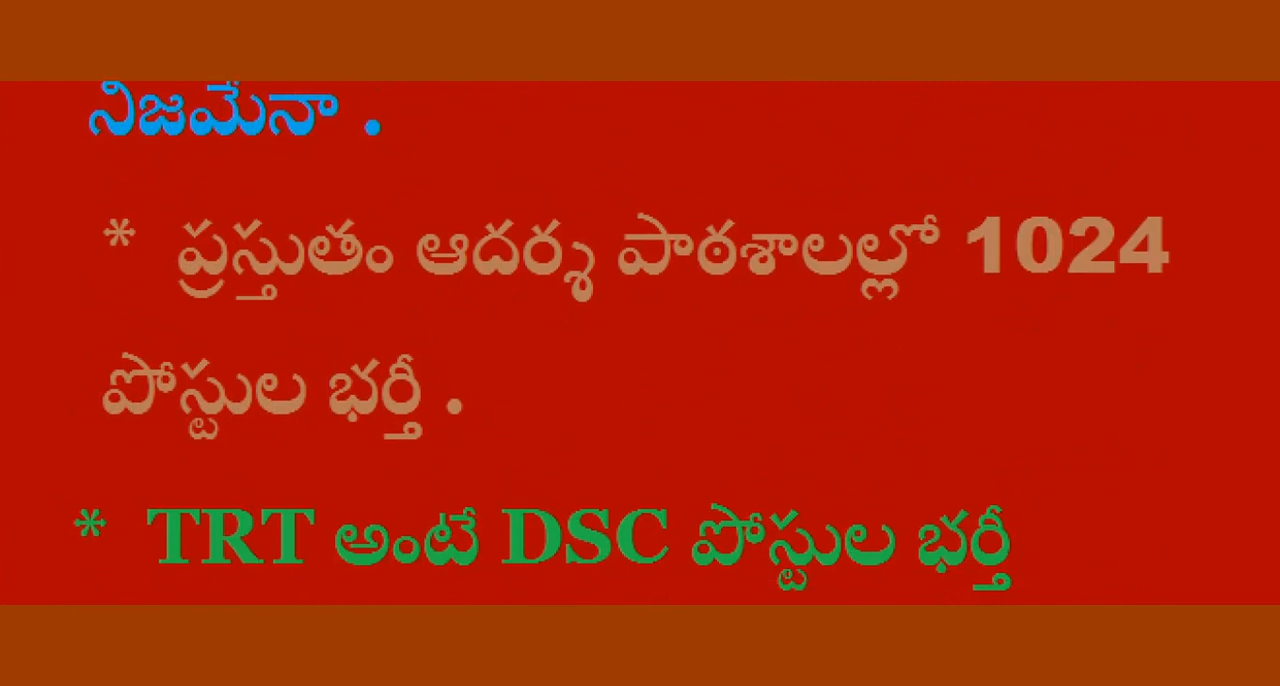 నిజమేనా .
* ప్రస్తుతం ఆదర్శ పాఠశాలల్లో 1024
పోస్టుల భర్తీ .
* TRT అంటే DSC పోస్టుల భర్తీ